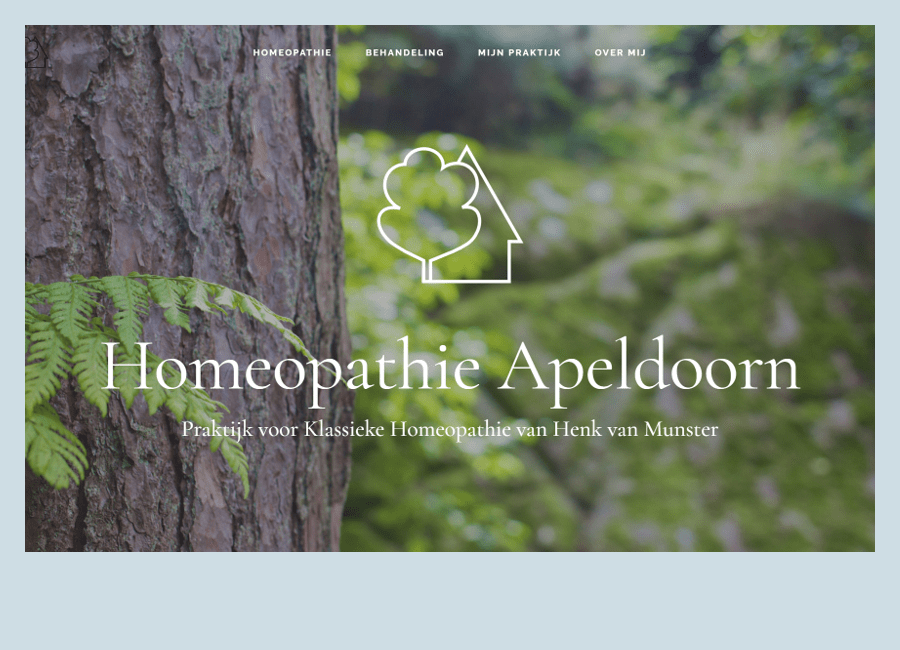 HOMEOPATHIE BEHANDELING MIJN PRAKTIJK OVER MIJ
Homeopathie Apeldoorn
Praktijk voor Klassieke Homeopathie van Henk van Munster